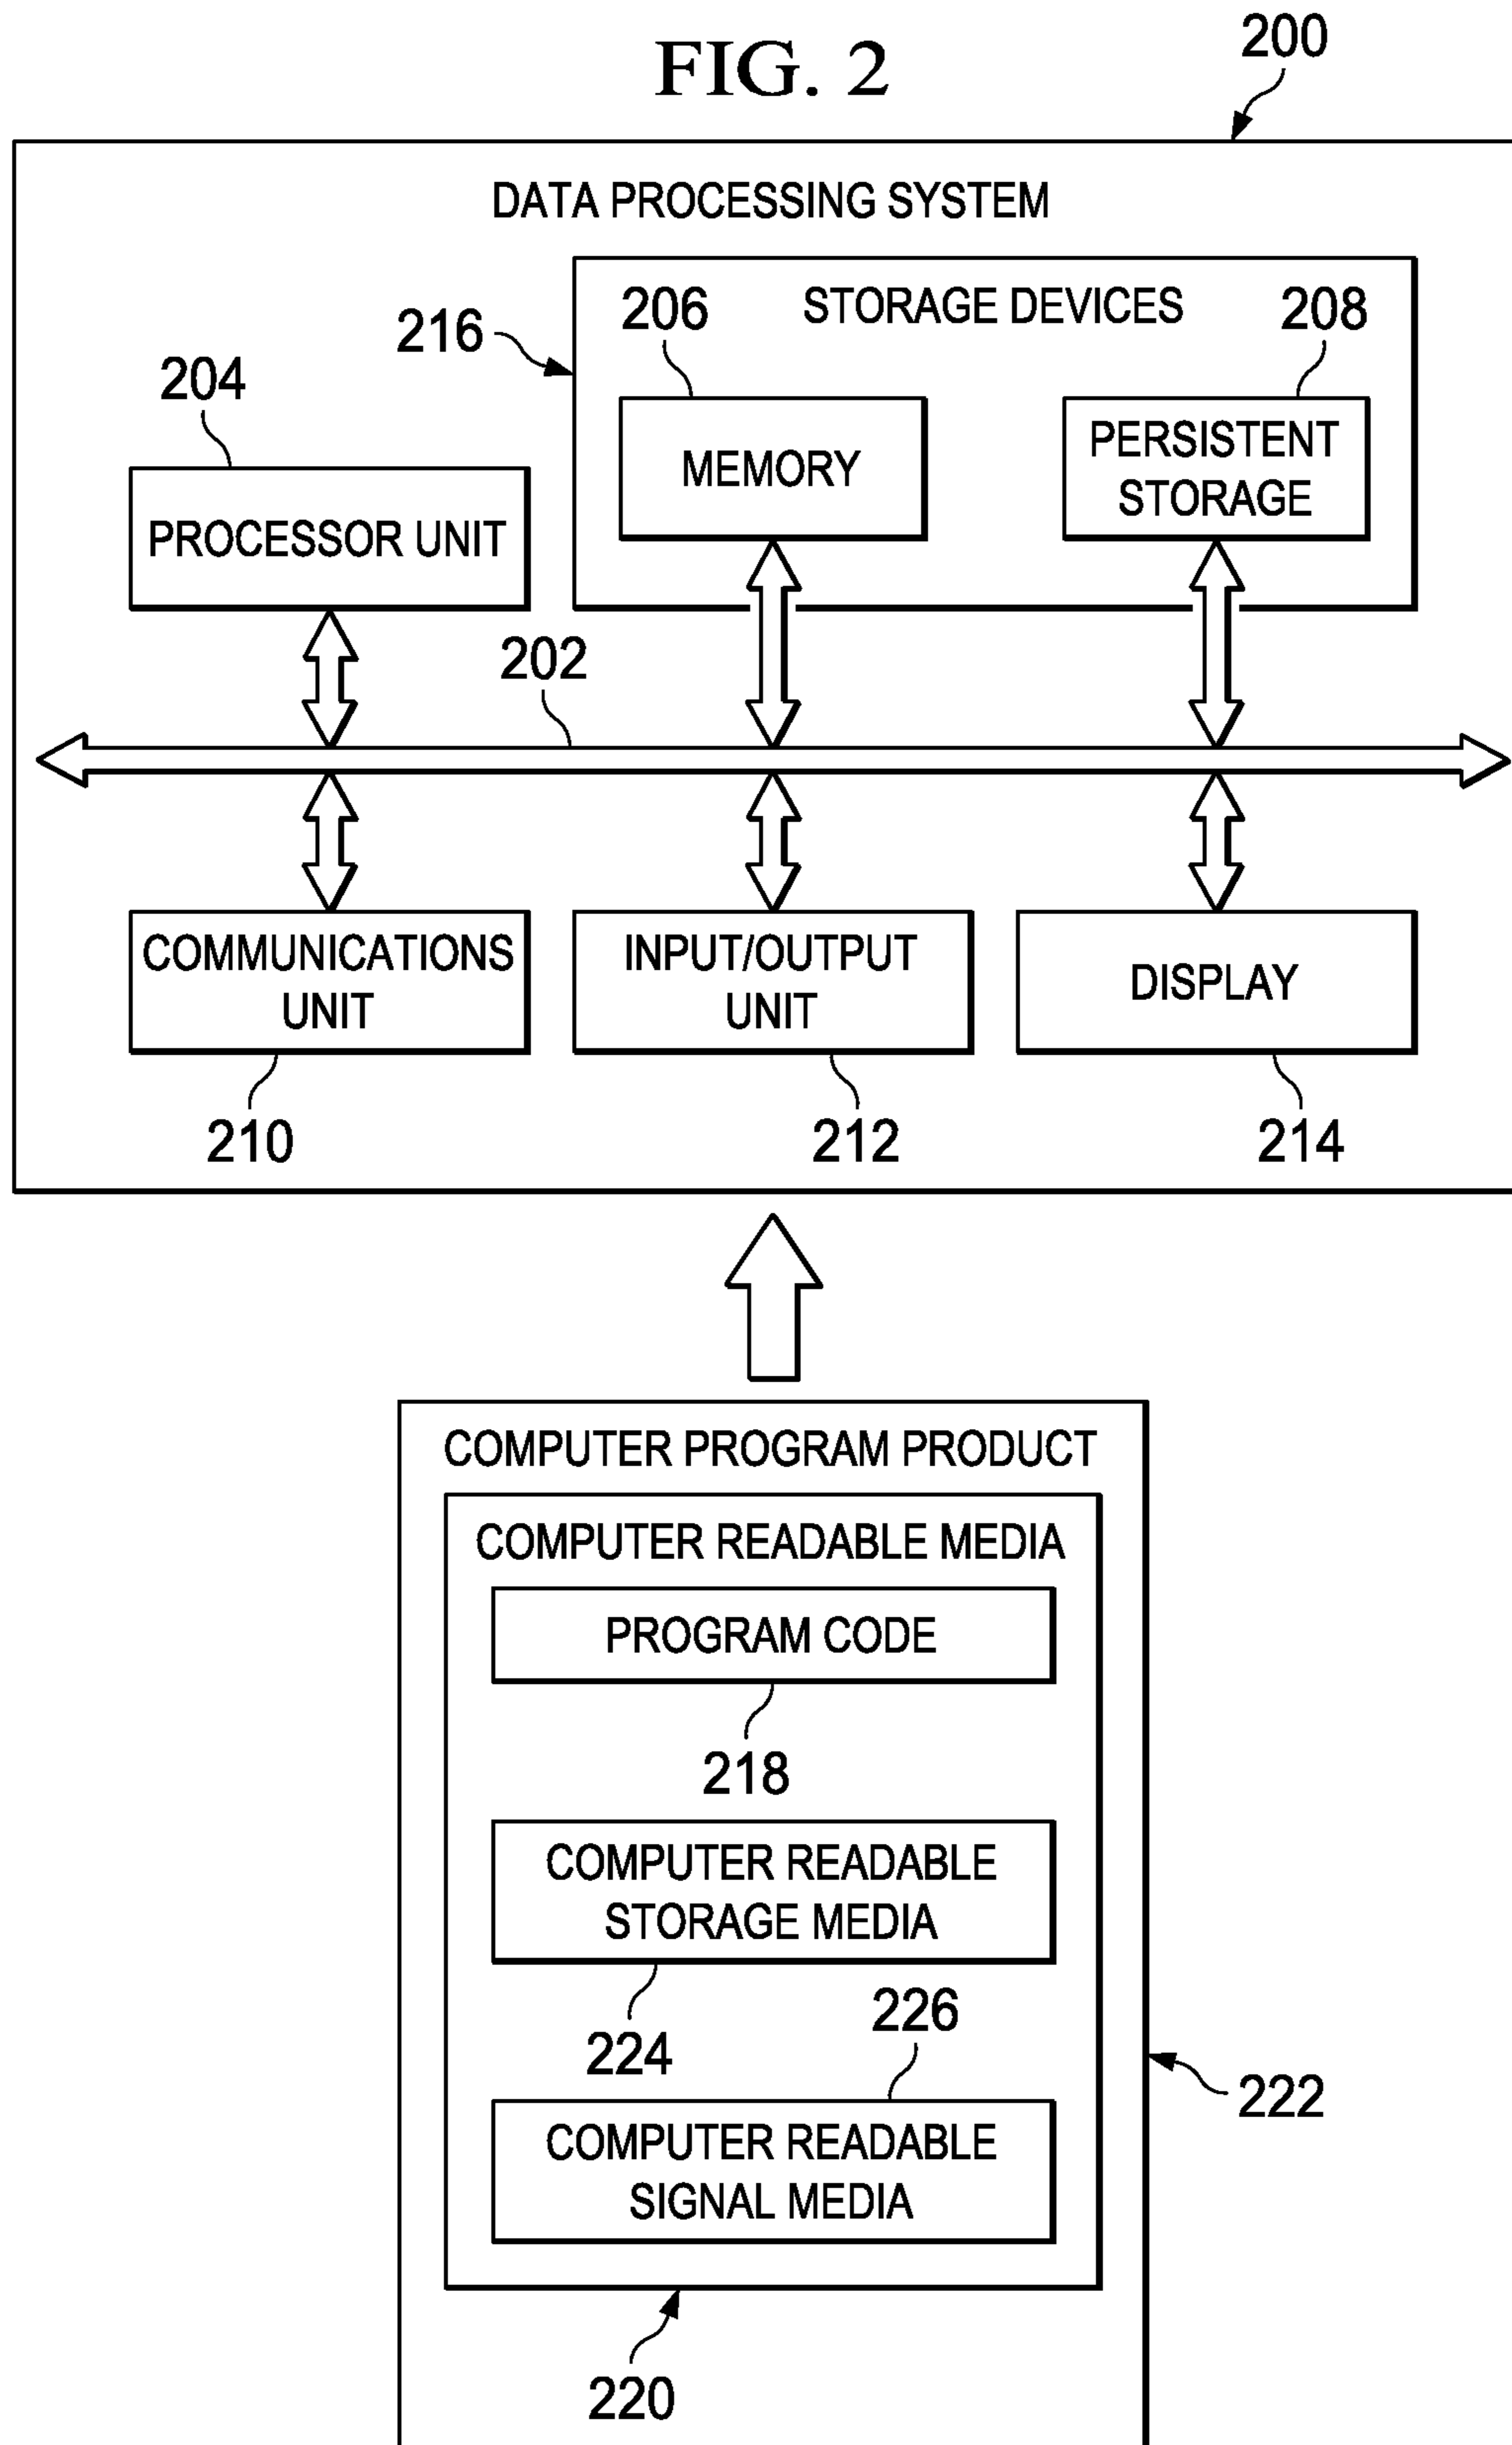 FIG. 2
200
DATA PROCESSING SYSTEM
216
206
STORAGE DEVICES
208
204
MEMORY
PERSISTENT
STORAGE
PROCESSOR UNIT
202
COMMUNICATIONS
UNIT
INPUT/OUTPUT
UNIT
DISPLAY
210
212
214
COMPUTER PROGRAM PRODUCT
COMPUTER READABLE MEDIA
PROGRAM CODE
218
COMPUTER READABLE
STORAGE MEDIA
224
226
222
COMPUTER READABLE
SIGNAL MEDIA
220